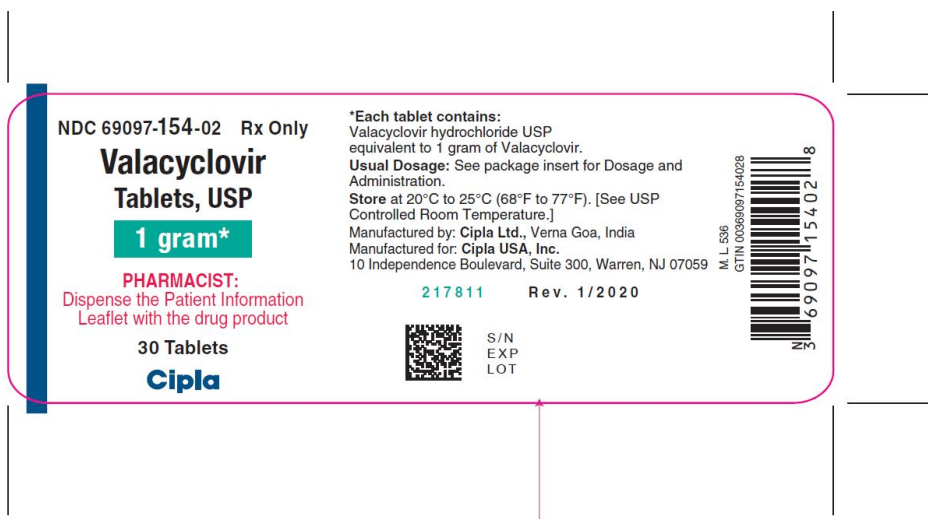 NDC 69097-154-02 Rx Only
Valacyclovir
Tablets, USP
1 gram*
PHARMACIST:
Dispense the Patient Information
Leaflet with the drug product
30 Tablets
Cipla
*Each tablet contains:
Valacyclovir hydrochloride USP
equivalent to 1 gram of Valacyclovir.
Usual Dosage: See package insert for Dosage and
Administration.
Store at 20°C to 25°C (68°F to 77°F). [See USP
Controlled Room Temperature.]
Manufactured by: Cipla Ltd., Verna Goa, India
Manufactured for: Cipla USA, Inc.
10 Independence Boulevard, Suite 300, Warren, NJ 07059
217811 Rev. 1/2020
S/N
EXP
LOT
M. L 536
GTIN 00369097154028
N
3 69097 15402 8